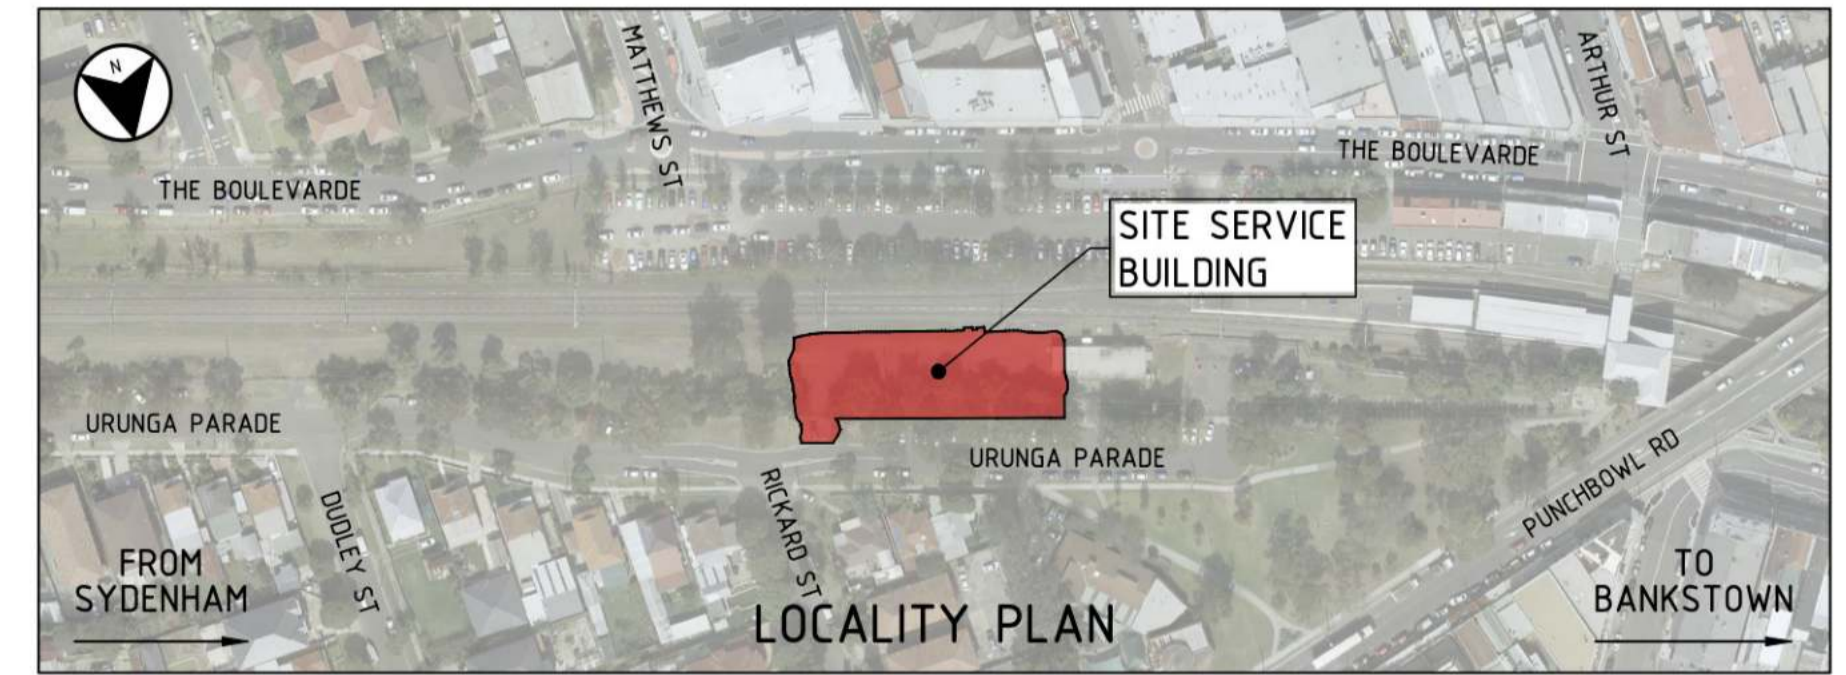 N
MATTHEWS ST
ARTHUR ST
THE BOULEVARDE
THE BOULEVARDE
SITE SERVICE
BUILDING
URUNGA PARADE
URUNGA PARADE
PUNCHBOWL RD
DUDLEY ST
RICKARD ST
FROM
SYDENHAM
LOCALITY PLAN
TO
BANKSTOWN